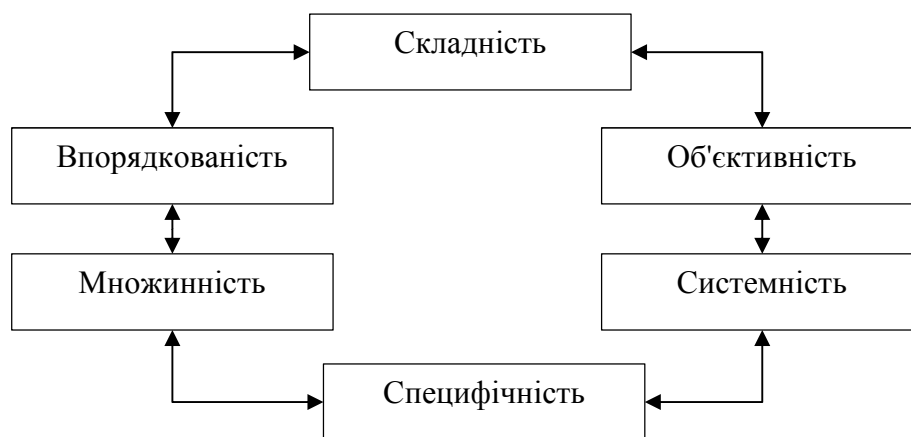 Складність
Впорядкованість
Об'єктивність
Множинність
Системність
Специфічність